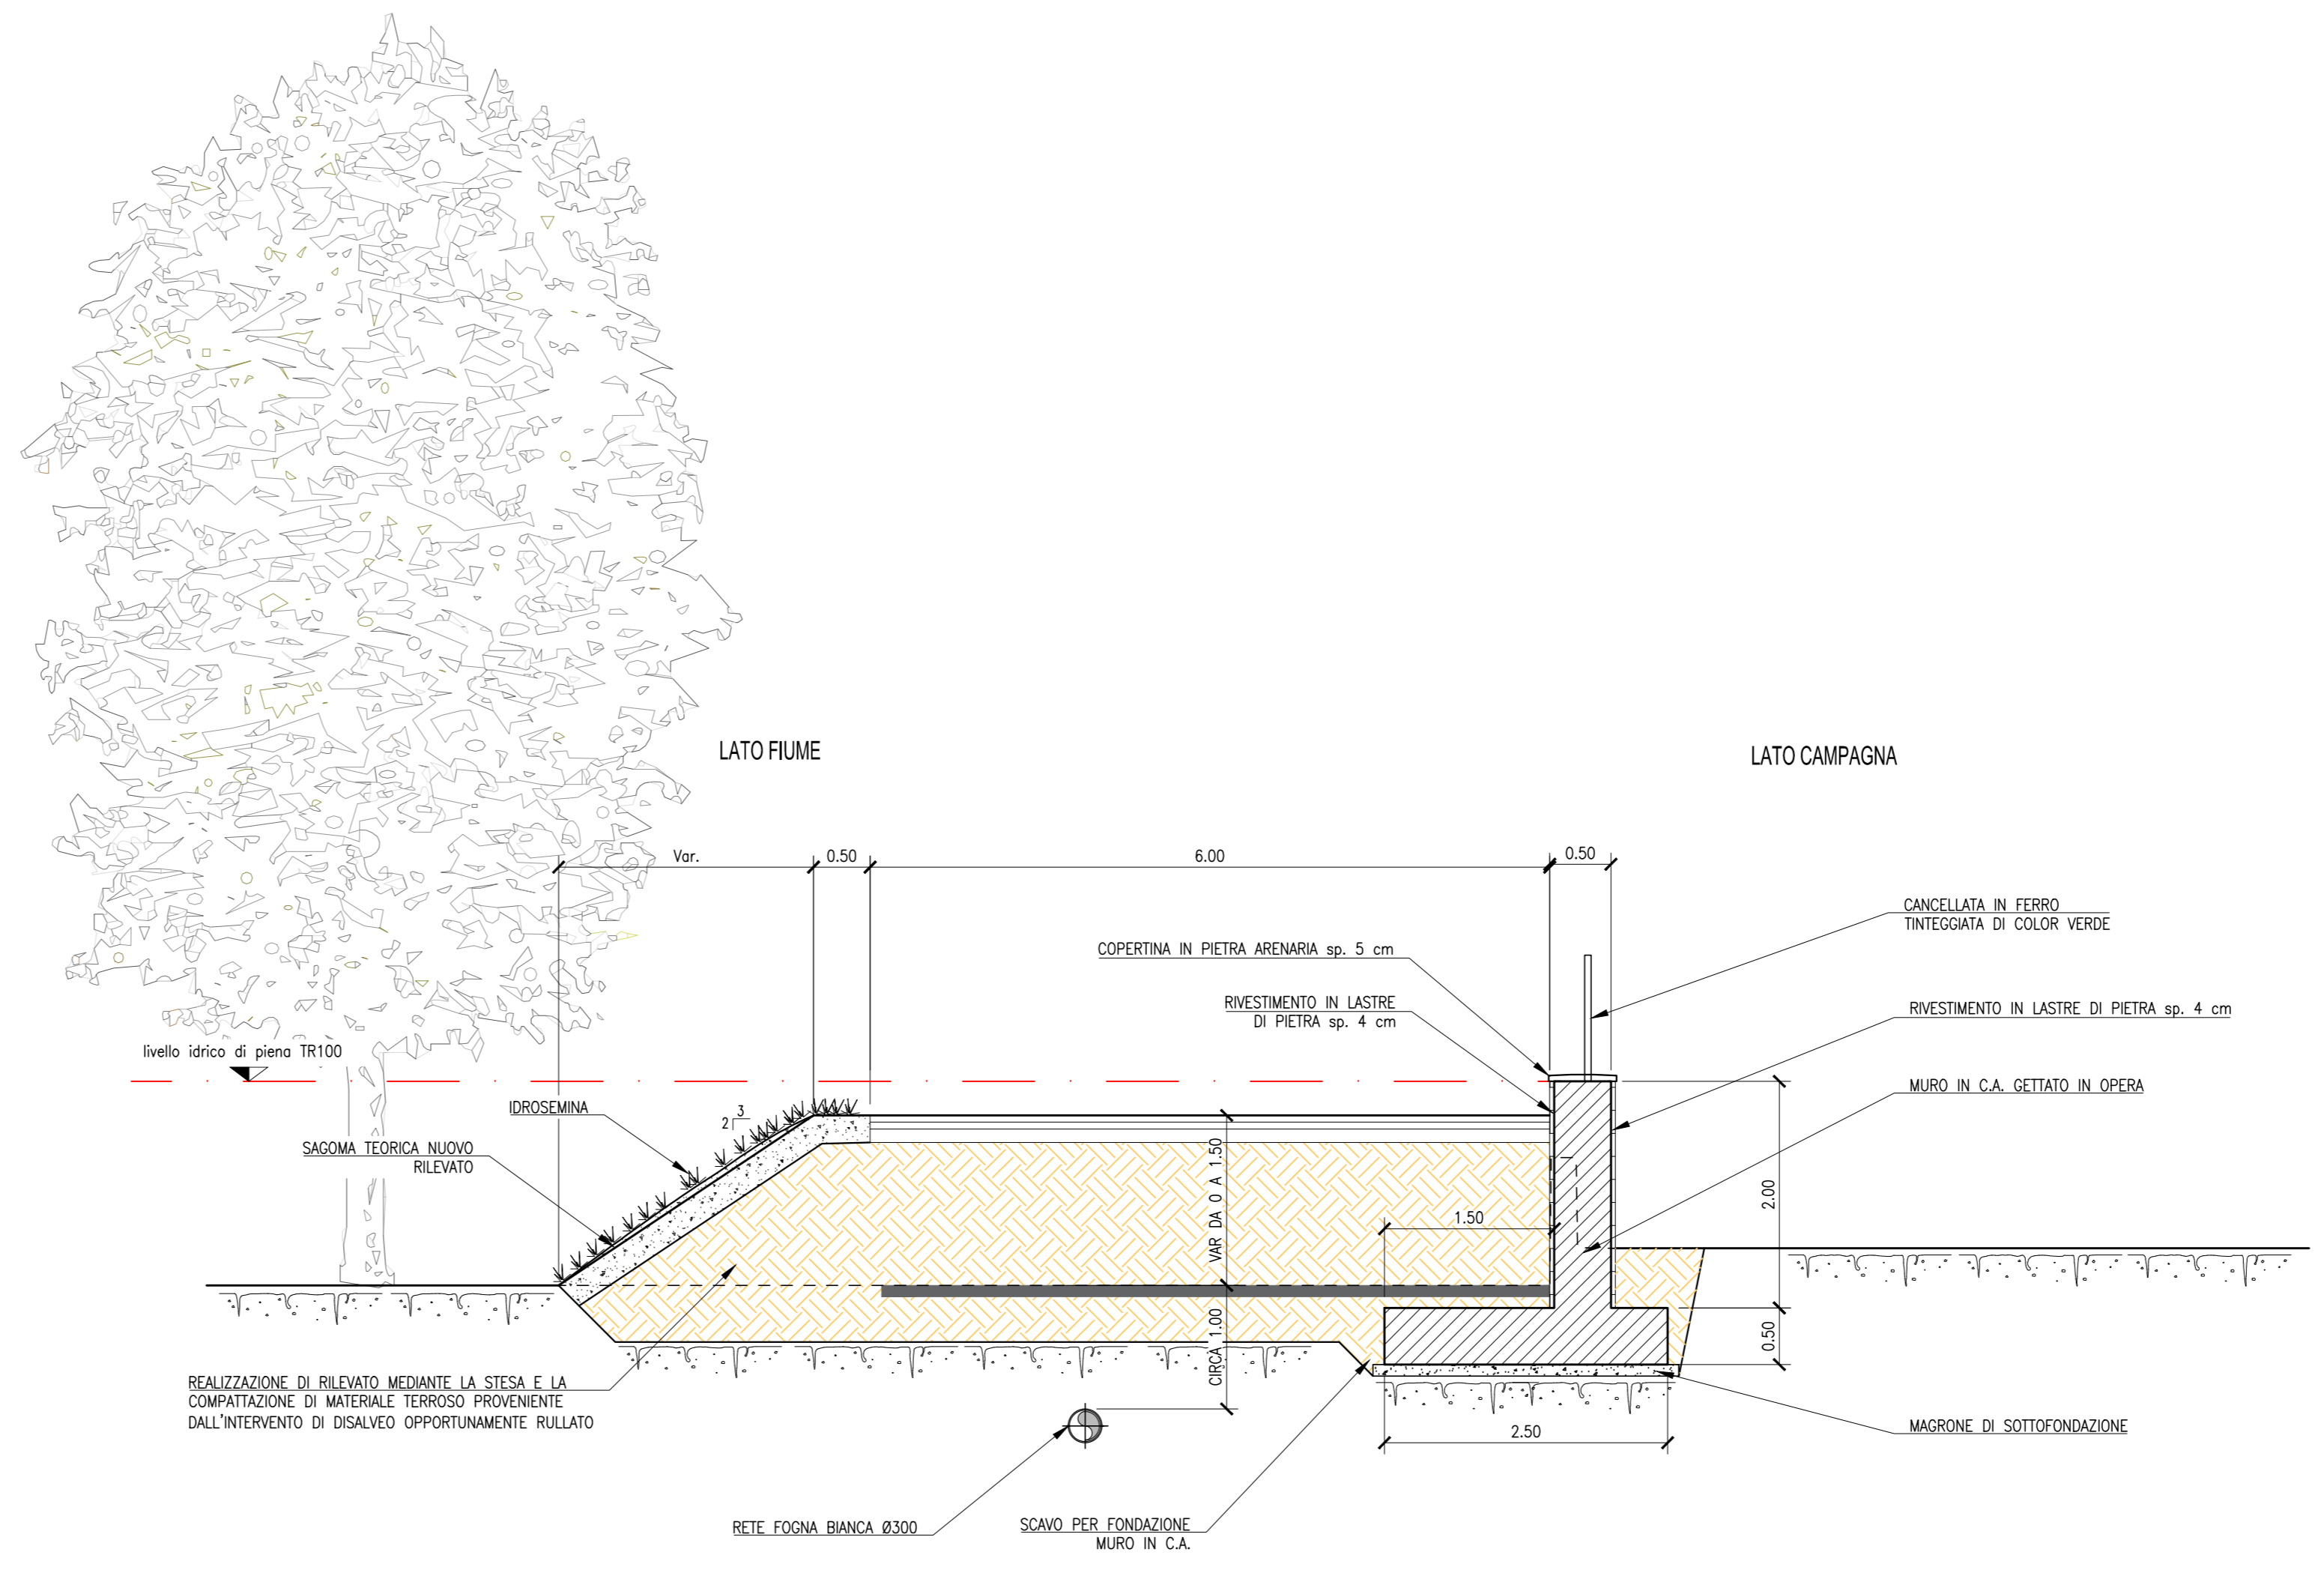 LATO FIUME
LATO CAMPAGNA
Var.
0.50
6.00
0.50
CANCELLATA IN FERRO
TINTEGGIATA DI COLOR VERDE
COPERTINA IN PIETRA ARENARIA sp. 5 cm
RIVESTIMENTO IN LASTRE
DI PIETRA sp. 4 cm
RIVESTIMENTO IN LASTRE DI PIETRA sp. 4 cm
livello idrico di piena TR100
MURO IN C.A. GETTATO IN OPERA
IDROSEMINA
3
2
SAGOMA TEORICA NUOVO
RILEVATO
VAR DA 0 A 1.50
2.00
1.50
CIRCA 1.00
0.50
REALIZZAZIONE DI RILEVATO MEDIANTE LA STESA E LA
COMPATTAZIONE DI MATERIALE TERROSO PROVENIENTE
DALL'INTERVENTO DI DISALVEO OPPORTUNAMENTE RULLATO
2.50
MAGRONE DI SOTTOFONDAZIONE
RETE FOGNA BIANCA Ø300
SCAVO PER FONDAZIONE
MURO IN C.A.